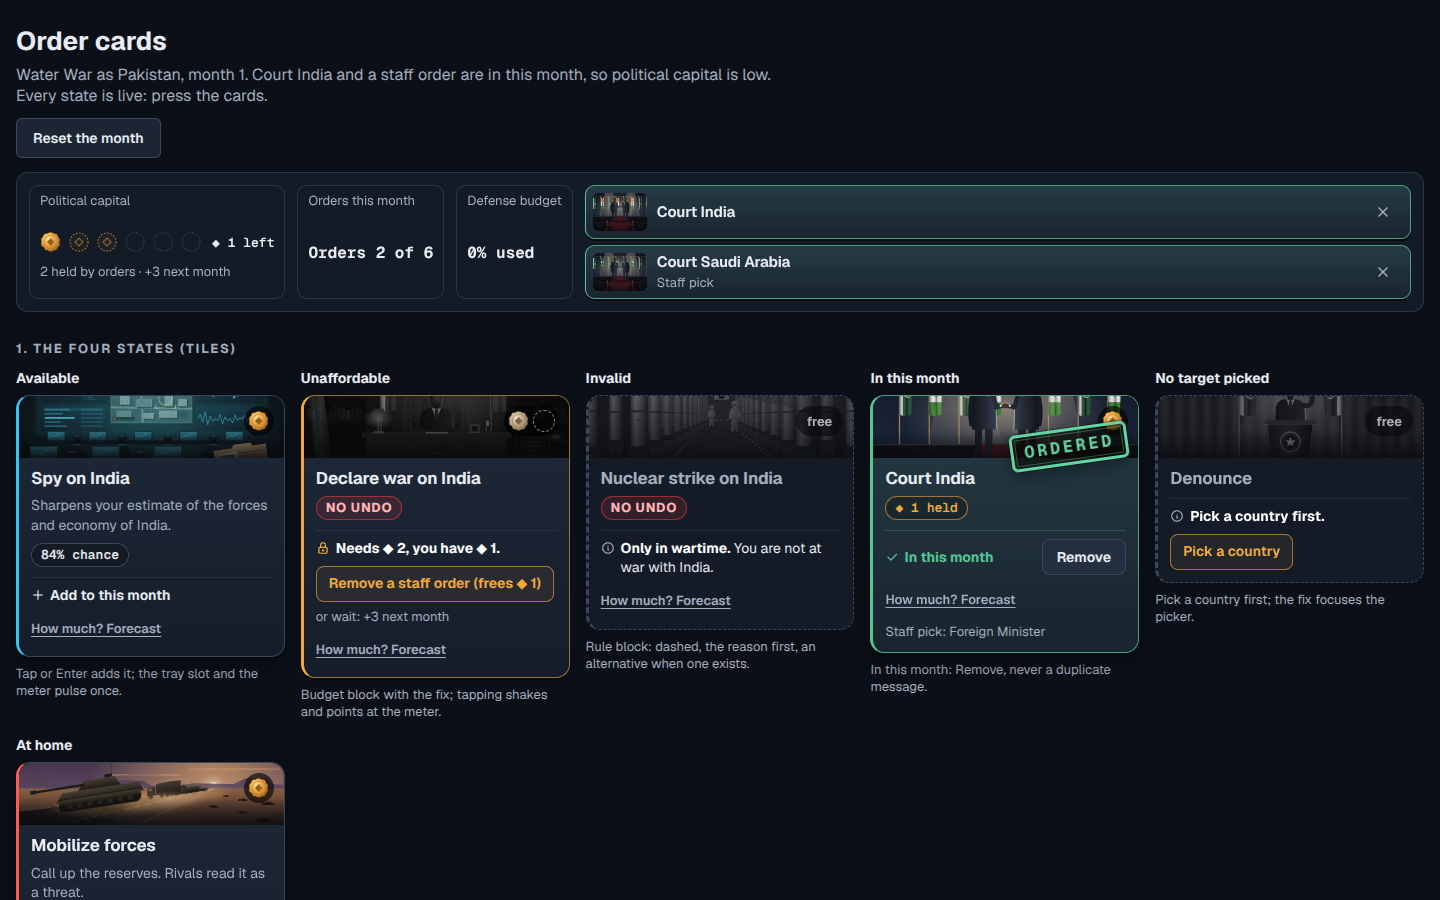 Order cards
Water War as Pakistan, month 1. Court India and a staff order are in this month, so political capital is low.
Every state is live: press the cards.
Reset the month
Political capital
◆ 1 left
2 held by orders · +3 next month
Orders this month
Orders 2 of 6
Defense budget
0% used
Court India
Court Saudi Arabia
Staff pick
1. THE FOUR STATES (TILES)
Available
Spy on India
Sharpens your estimate of the forces
and economy of India.
84% chance
Add to this month
How much? Forecast
Tap or Enter adds it; the tray slot and the
meter pulse once.
Unaffordable
Declare war on India
NO UNDO
Needs ◆ 2, you have ◆ 1.
Remove a staff order (frees ◆ 1)
or wait: +3 next month
How much? Forecast
Budget block with the fix; tapping shakes
and points at the meter.
Invalid
free
Nuclear strike on India
NO UNDO
Only in wartime. You are not at
war with India.
How much? Forecast
Rule block: dashed, the reason first, an
alternative when one exists.
In this month
ORDERED
Court India
◆ 1 held
In this month
Remove
How much? Forecast
Staff pick: Foreign Minister
In this month: Remove, never a duplicate
message.
No target picked
free
Denounce
Pick a country first.
Pick a country
Pick a country first; the fix focuses the
picker.
At home
Mobilize forces
Call up the reserves. Rivals read it as
a threat.